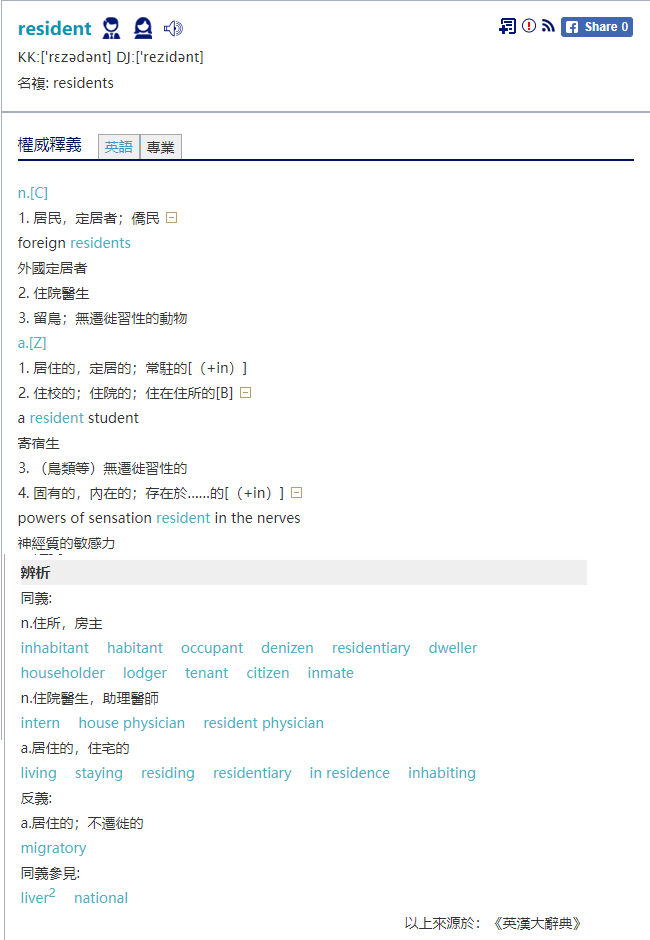 resident
Share 0
KK:[ˈrɛzədənt] DJ:[ˈrezidənt]
名複: residents
權威釋義 英語 專業
n.[C]
1. 居民，定居者；僑民
foreign residents
外國定居者
2. 住院醫生
3. 留鳥；無遷徙習性的動物
a.[Z]
1. 居住的，定居的；常駐的[（+in）]
2. 住校的；住院的；住在住所的[B]
a resident student
寄宿生
3. （鳥類等）無遷徙習性的
4. 固有的，內在的；存在於……的[（+in）]
powers of sensation resident in the nerves
神經質的敏感力
辨析
同義:
n.住所，房主
inhabitant habitant occupant denizen residentiary dweller
householder lodger tenant citizen inmate
n.住院醫生，助理醫師
intern house physician resident physician
a.居住的，住宅的
living staying residing residentiary in residence inhabiting
反義:
a.居住的；不遷徙的
migratory
同義參見:
liver² national
以上來源於：《英漢大辭典》